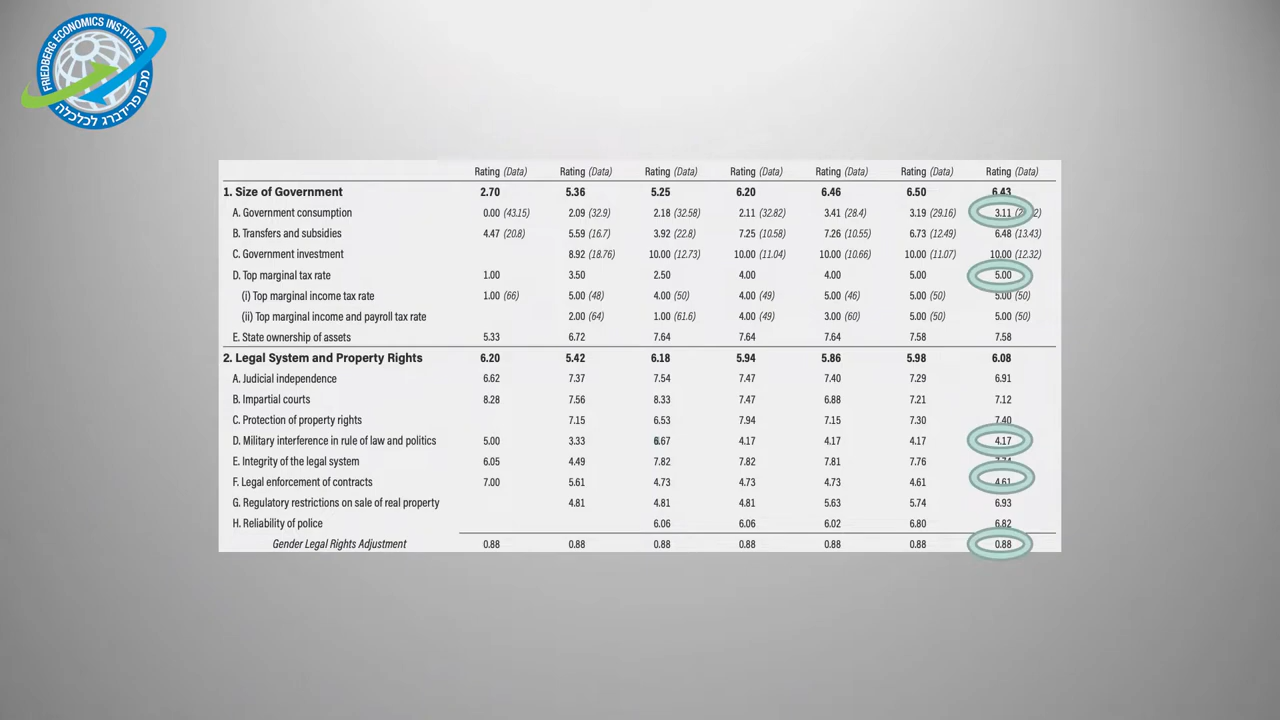 FRIEDBERG ECONOMICS INSTITUTE
מכון פרידברג לכלכלה
Rating (Data) Rating (Data) Rating (Data) Rating (Data) Rating (Data) Rating (Data) Rating (Data)
1. Size of Government 2.70 5.36 5.25 6.20 6.46 6.50 6.43
A. Government consumption 0.00 (43.15) 2.09 (32.9) 2.18 (32.58) 2.11 (32.82) 3.41 (28.4) 3.19 (29.16) 3.11
B. Transfers and subsidies 4.47 (20.8) 5.59 (16.7) 3.92 (22.8) 7.25 (10.58) 7.26 (10.55) 6.73 (12.49) 6.48 (13.43)
C. Government investment 8.92 (18.76) 10.00 (12.73) 10.00 (11.04) 10.00 (10.66) 10.00 (11.07) 10.00 (12.32)
D. Top marginal tax rate 1.00 3.50 2.50 4.00 4.00 5.00 5.00
(i) Top marginal income tax rate 1.00 (66) 5.00 (48) 4.00 (50) 4.00 (49) 5.00 (46) 5.00 (50) 5.00 (50)
(ii) Top marginal income and payroll tax rate 2.00 (64) 1.00 (61.6) 4.00 (49) 3.00 (60) 5.00 (50) 5.00 (50)
E. State ownership of assets 5.33 6.72 7.64 7.64 7.64 7.58 7.58
2. Legal System and Property Rights 6.20 5.42 6.18 5.94 5.86 5.98 6.08
A. Judicial independence 6.62 7.37 7.54 7.47 7.40 7.29 6.91
B. Impartial courts 8.28 7.56 8.33 7.47 6.88 7.21 7.12
C. Protection of property rights 7.15 6.53 7.94 7.15 7.30 7.40
D. Military interference in rule of law and politics 5.00 3.33 6.67 4.17 4.17 4.17 4.17
E. Integrity of the legal system 6.05 4.49 7.82 7.82 7.81 7.76
F. Legal enforcement of contracts 7.00 5.61 4.73 4.73 4.73 4.61 4.61
G. Regulatory restrictions on sale of real property 4.81 4.81 4.81 5.63 5.74 6.93
H. Reliability of police 6.06 6.06 6.02 6.80 6.82
Gender Legal Rights Adjustment 0.88 0.88 0.88 0.88 0.88 0.88 0.88